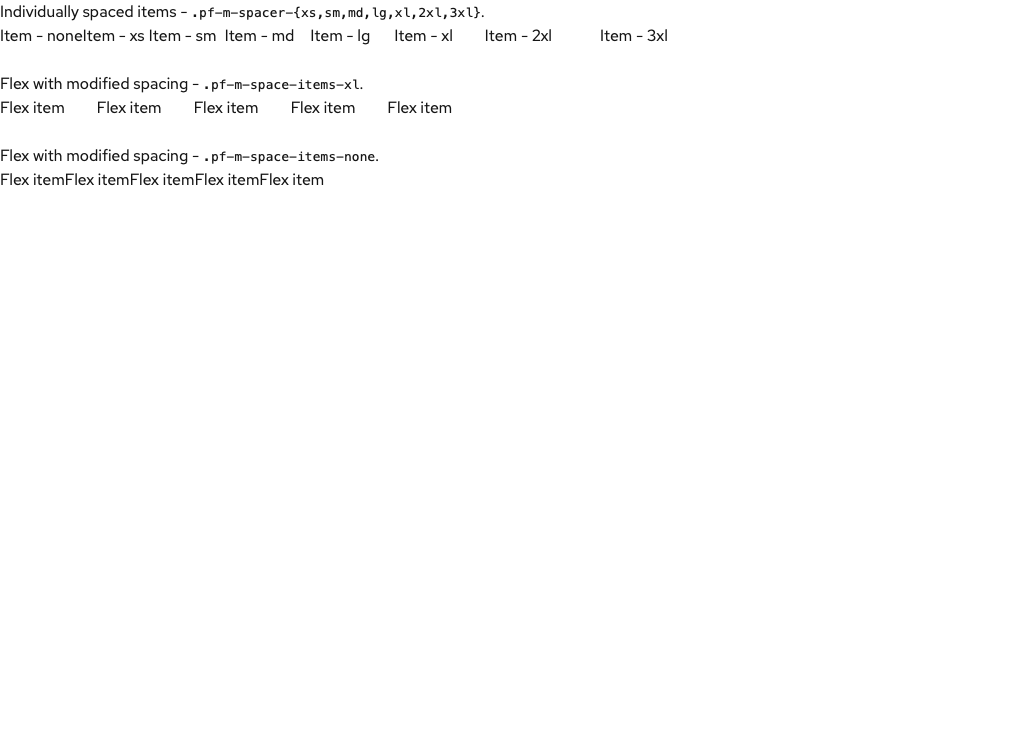 Individually spaced items - .pf-m-spacer-{xs,sm,md,lg,xl,2xl,3xl}.
Item - noneItem - xs Item - sm Item - md Item - lg Item - xl Item - 2xl Item - 3xl
Flex with modified spacing - .pf-m-space-items-xl.
Flex item Flex item Flex item Flex item Flex item
Flex with modified spacing - .pf-m-space-items-none.
Flex itemFlex itemFlex itemFlex itemFlex item